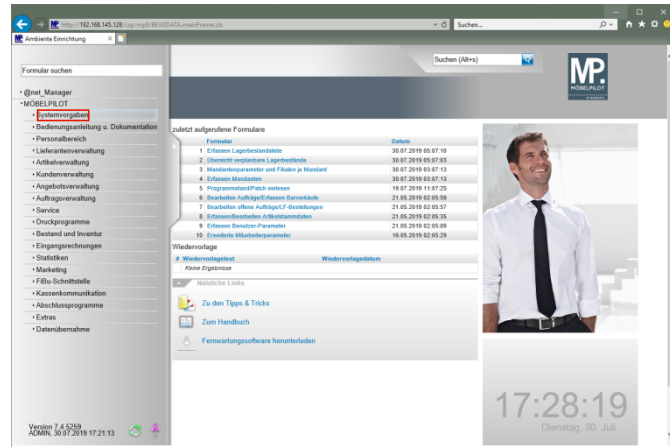 http://192.168.145.128/csp/mpli/BEWIDATA.mainFrame.cls
Suchen...
Ambiente Einrichtung
Formular suchen
Suchen (Alt+s)
MP.
MÖBELPILOT
@net_Manager
MÖBELPILOT
Systemvorgaben
Bedienungsanleitung u. Dokumentation
Personalbereich
Lieferantenverwaltung
Artikelverwaltung
Kundenverwaltung
Angebotsverwaltung
Auftragsverwaltung
Service
Druckprogramme
Bestand und Inventur
Eingangsrechnungen
Statistiken
Marketing
FiBu-Schnittstelle
Kassenkommunikation
Abschlussprogramme
Extras
Datenübernahme
Version 7.4.5259
ADMIN, 30.07.2019 17:21:13
zuletzt aufgerufene Formulare
Formular Datum
1 Erfassen Lagerbestandsliste 30.07.2019 05:07:10
2 Übersicht verplanbare Lagerbestände 30.07.2019 05:07:03
3 Mandantenparameter und Filialen je Mandant 30.07.2019 03:07:13
4 Erfassen Mandanten 30.07.2019 03:07:13
5 Programmstand/Patch einlesen 19.07.2019 11:07:25
6 Bearbeiten Aufträge/Erfassen Barverkäufe 21.05.2019 02:05:59
7 Bearbeiten offene Aufträge/LF-Bestellungen 21.05.2019 02:05:57
8 Erfassen/Bearbeiten Artikelstammdaten 21.05.2019 02:05:35
9 Erfassen Benutzer-Parameter 21.05.2019 02:05:09
10 Erweiterte Mitarbeiterparameter 16.05.2019 02:05:29
Wiedervorlage
# Wiedervorlagetext Wiedervorlagedatum
Keine Ergebnisse
Nützliche Links
Zu den Tipps & Tricks
Zum Handbuch
Fernwartungssoftware herunterladen
17:28:19
Dienstag, 30. Juli